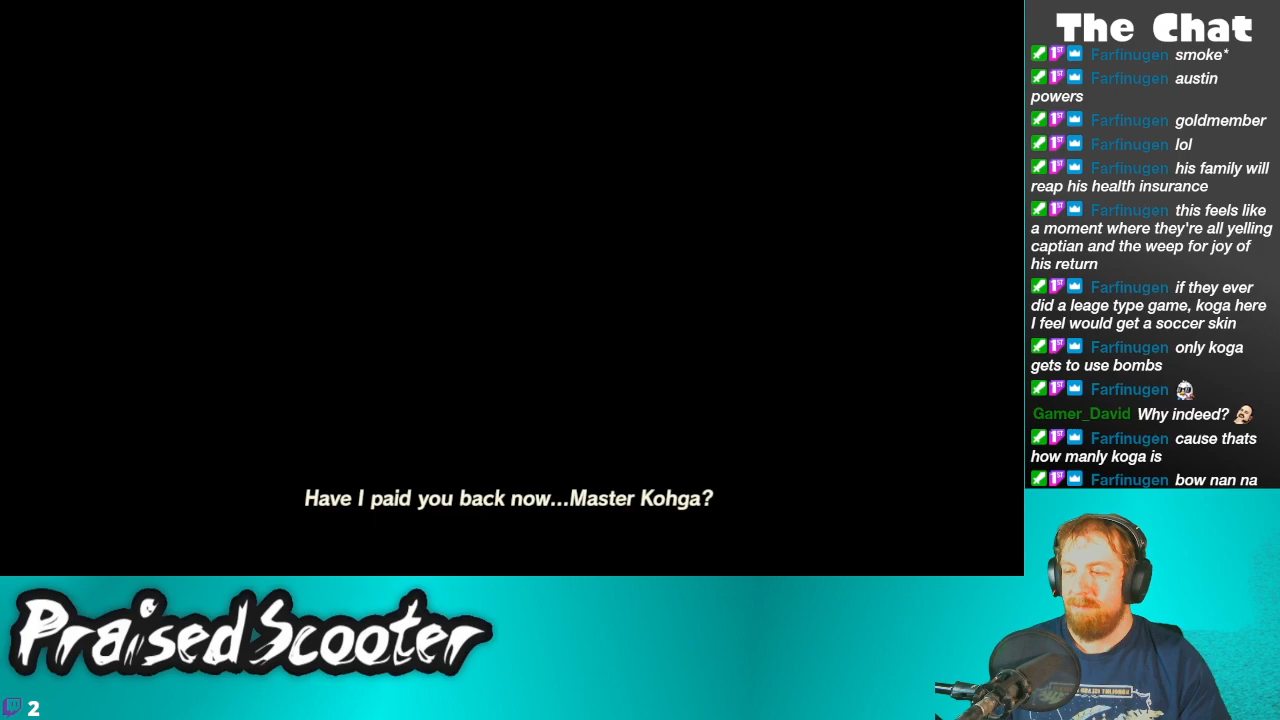 The Chat
Farfinugen smoke*
Farfinugen austin
powers
Farfinugen goldmember
Farfinugen lol
Farfinugen his family will
reap his health insurance
Farfinugen this feels like
a moment where they're all yelling
captian and the weep for joy of
his return
Farfinugen if they ever
did a leage type game, koga here
I feel would get a soccer skin
Farfinugen only koga
gets to use bombs
Farfinugen
Gamer_David Why indeed?
Farfinugen cause thats
how manly koga is
Farfinugen bow nan na
Have I paid you back now...Master Kohga?
PraisedScooter
2